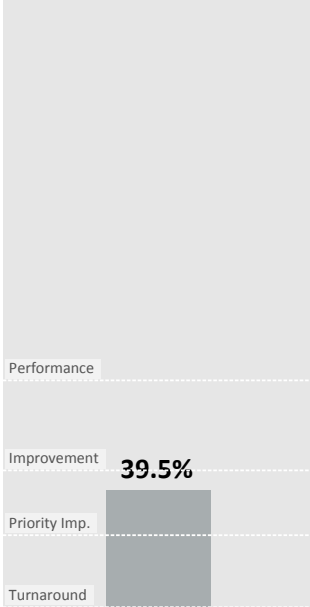 Performance
Improvement
39.5%
Priority Imp.
Turnaround